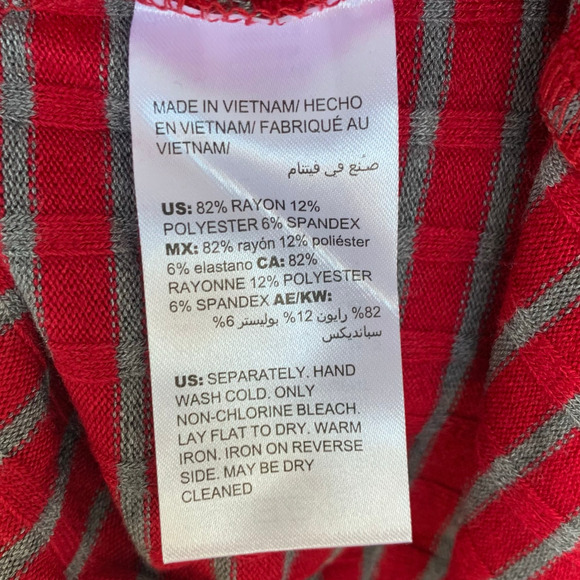 MADE IN VIETNAM/ HECHO
EN VIETNAM/ FABRIQUÉ AU
VIETNAM/
صنع في فيتنام
US: 82% RAYON 12%
POLYESTER 6% SPANDEX
MX: 82% rayón 12% poliéster
6% elastano CA: 82%
RAYONNE 12% POLYESTER
6% SPANDEX AE/KW:
82% رايون 12% بوليستر 6%
سبانديكس
US: SEPARATELY. HAND
WASH COLD. ONLY
NON-CHLORINE BLEACH.
LAY FLAT TO DRY. WARM
IRON. IRON ON REVERSE
SIDE. MAY BE DRY
CLEANED